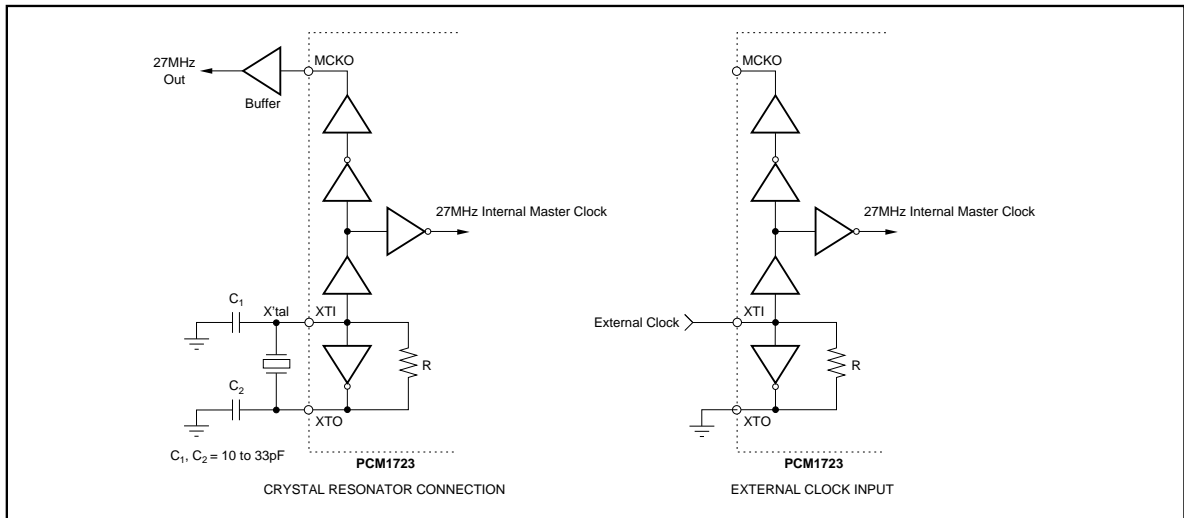 27MHz
Out
Buffer
MCKO
27MHz Internal Master Clock
C1
X'tal
XTI
R
C2
XTO
C1, C2 = 10 to 33pF
PCM1723
CRYSTAL RESONATOR CONNECTION
MCKO
27MHz Internal Master Clock
External Clock
XTI
R
XTO
PCM1723
EXTERNAL CLOCK INPUT